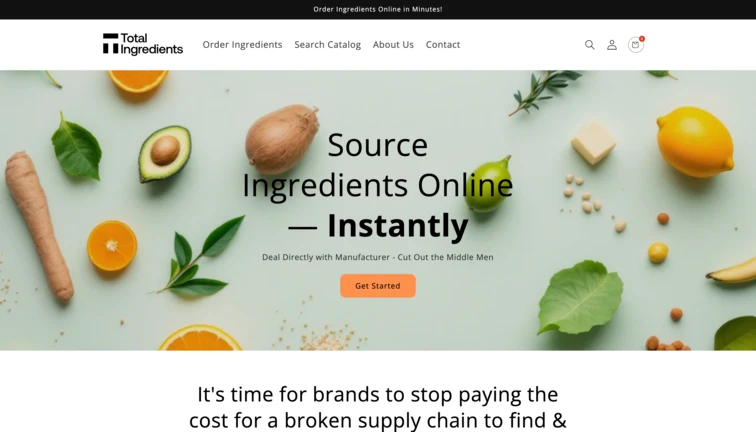 Order Ingredients Online in Minutes!
Total
Ingredients
Order Ingredients
Search Catalog
About Us
Contact
Source
Ingredients Online
— Instantly
Deal Directly with Manufacturer - Cut Out the Middle Men
Get Started
It's time for brands to stop paying the
cost for a broken supply chain to find &